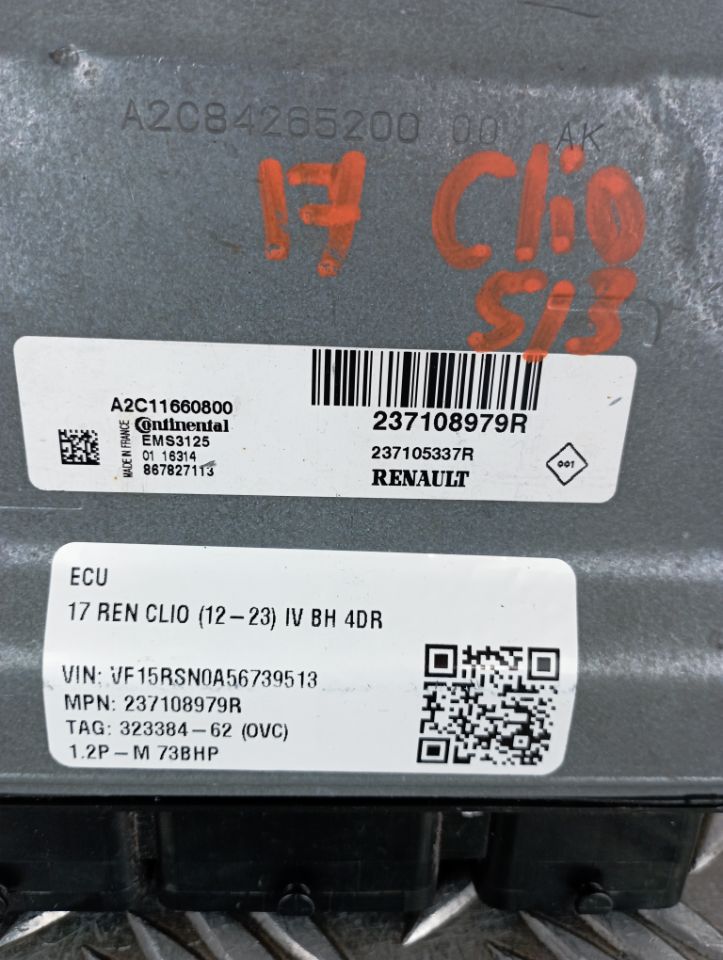 A2C84265200 00 AK
17 Clio
513
A2C11660800
Continental
EMS3125
01 16314
867827113
MADE IN FRANCE
237108979R
237105337R
RENAULT
001
ECU
17 REN CLIO (12-23) IV BH 4DR
VIN: VF15RSN0A56739513
MPN: 237108979R
TAG: 323384-62 (OVC)
1.2P-M 73BHP